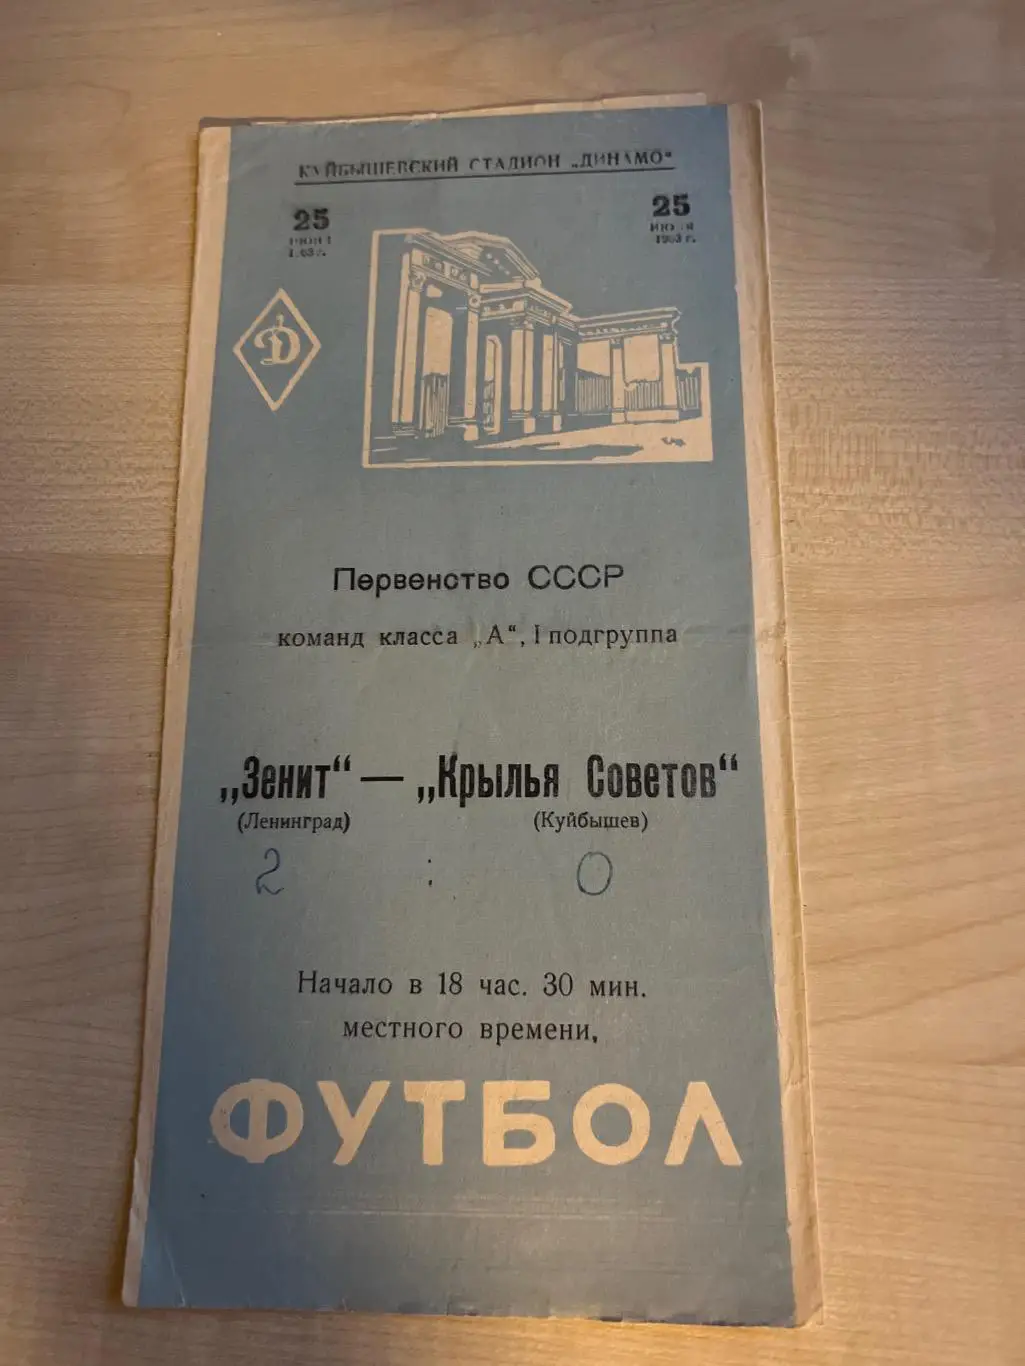 КУЙБЫШЕВСКИЙ СТАДИОН „ДИНАМО“
25
25
1963 г.
Д
Первенство СССР
команд класса „А“, I подгруппа
„Зенит“ — „Крылья Советов“
(Ленинград) (Куйбышев)
2 : 0
Начало в 18 час. 30 мин.
местного времени,
ФУТБОЛ